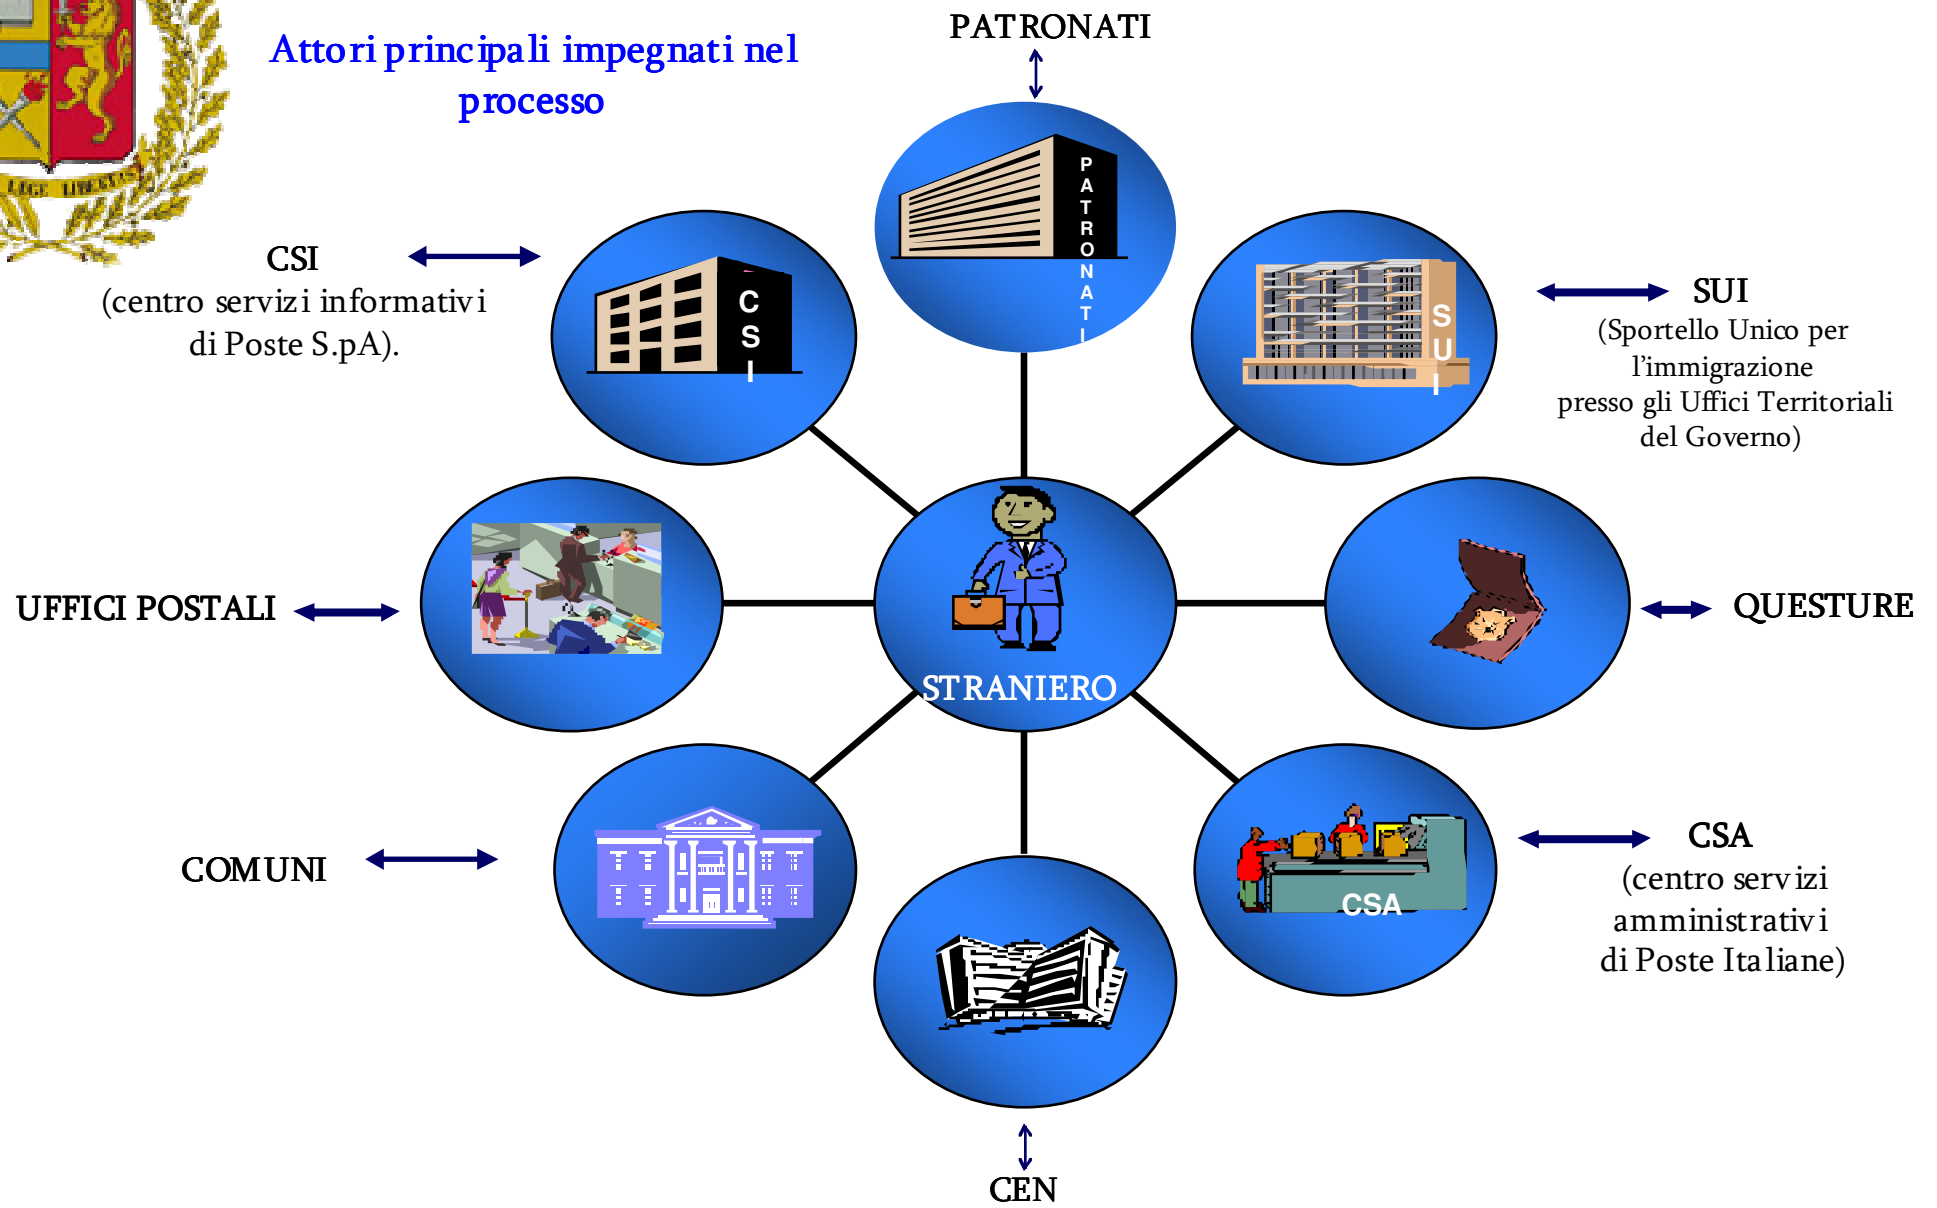 PATRONATI
Attori principali impegnati nel
processo
LEGE LIBERTAS
PATRONATI
CSI
(centro servizi informativi
di Poste S.pA).
CSI
SUI
SUI
(Sportello Unico per
l'immigrazione
presso gli Uffici Territoriali
del Governo)
UFFICI POSTALI
STRANIERO
QUESTURE
COMUNI
CSA
CSA
(centro servizi
amministrativi
di Poste Italiane)
CEN